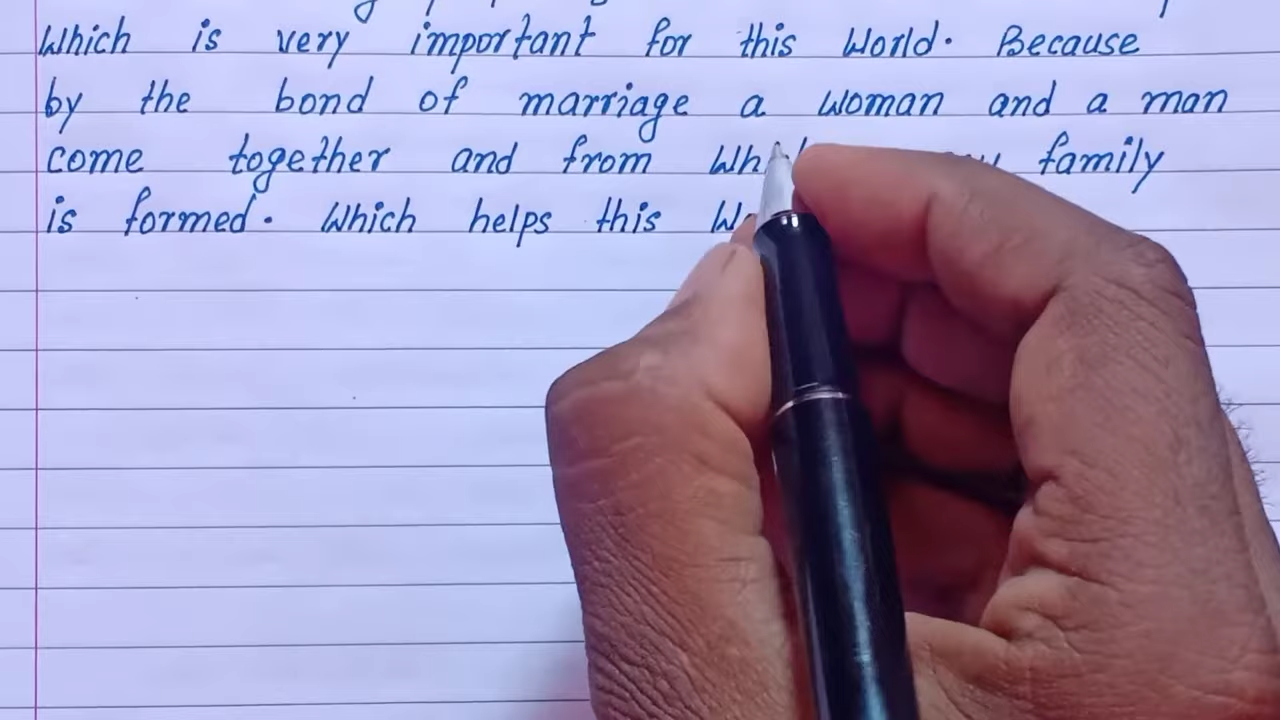 Which is very important for this World. Because
by the bond of marriage a woman and a man
come together and from family
is formed. Which helps this